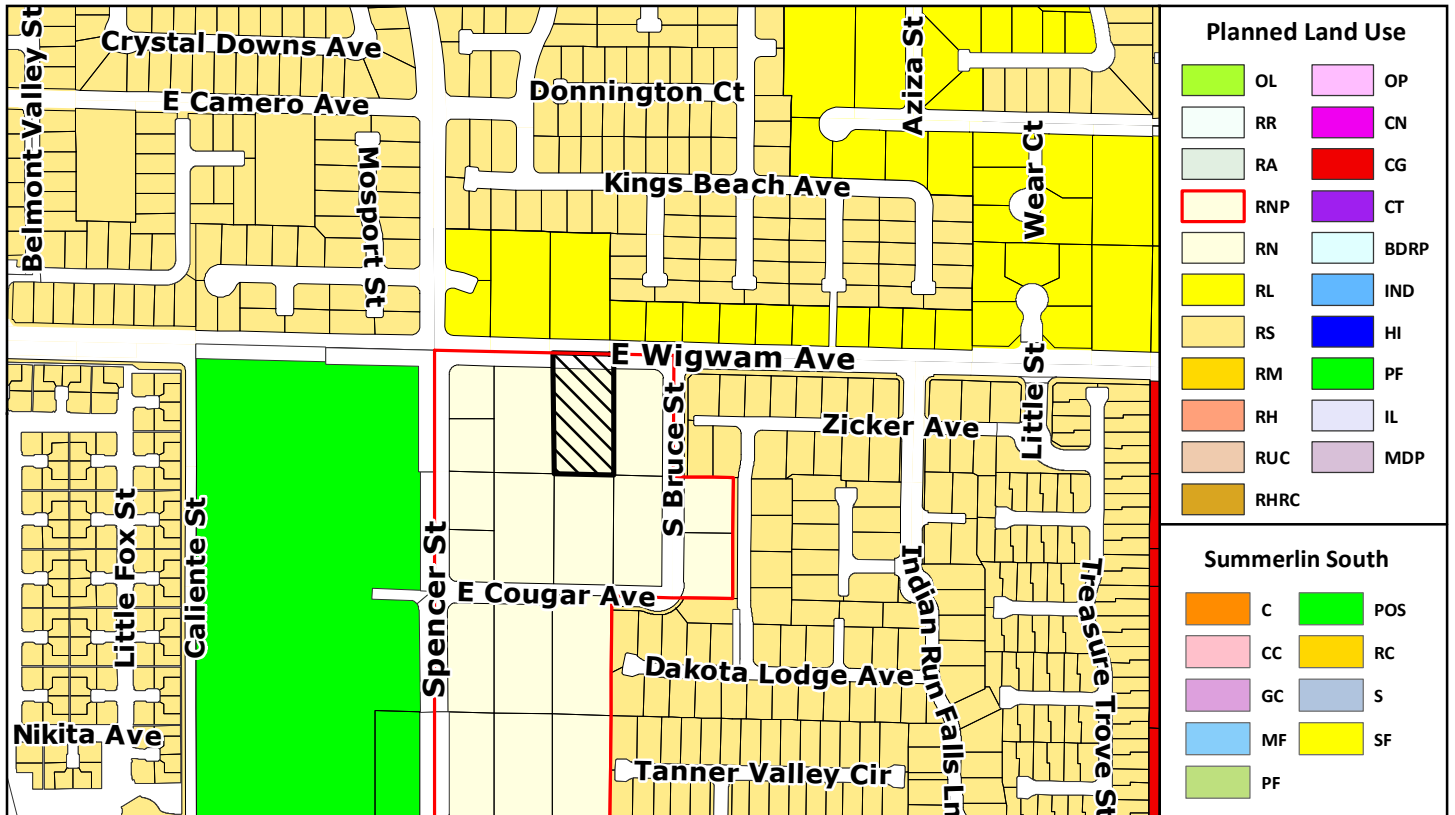 Crystal Downs Ave
E Camero Ave
Belmont Valley St
Mosport St
Donnington Ct
Kings Beach Ave
Aziza St
Wear Ct
E Wigwam Ave
S Bruce St
Zicker Ave
Little St
Little Fox St
Caliente St
Spencer St
E Cougar Ave
Dakota Lodge Ave
Indian Run Falls Ln
Treasure Trove St
Nikita Ave
Tanner Valley Cir
Planned Land Use
OL OP
RR CN
RA CG
RNP CT
RN BDRP
RL IND
RS HI
RM PF
RH IL
RUC MDP
RHRC
Summerlin South
C POS
CC RC
GC S
MF SF
PF